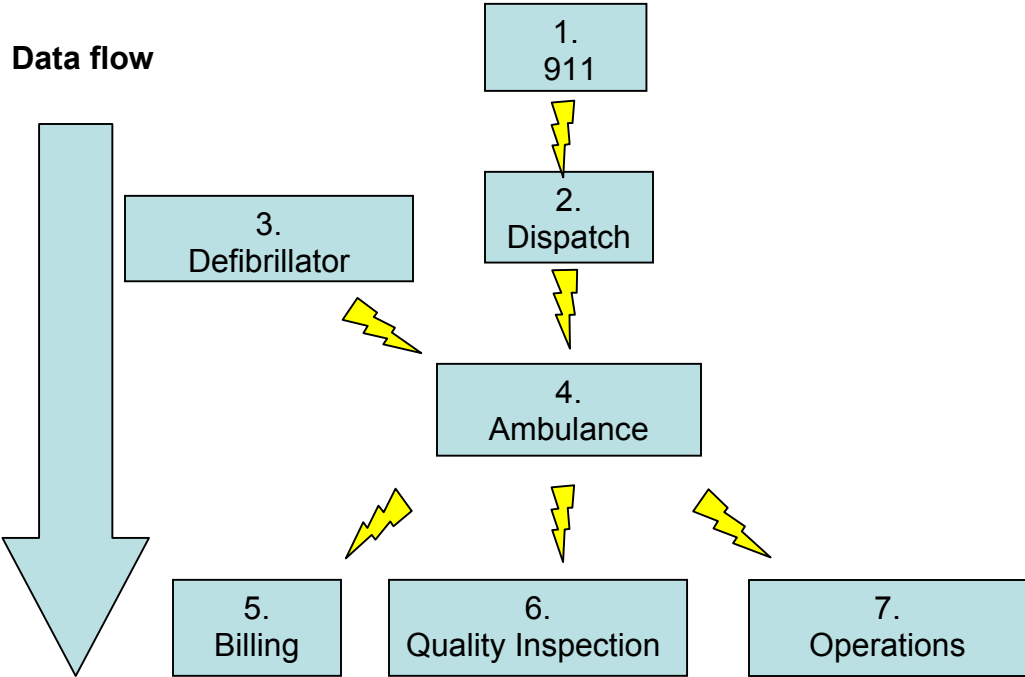 Data flow
1.
911
2.
Dispatch
3.
Defibrillator
4.
Ambulance
5.
Billing
6.
Quality Inspection
7.
Operations